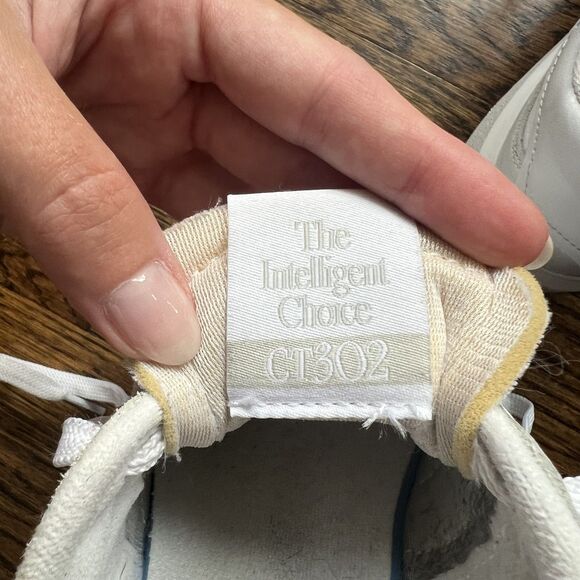 The
Intelligent
Choice
CT302